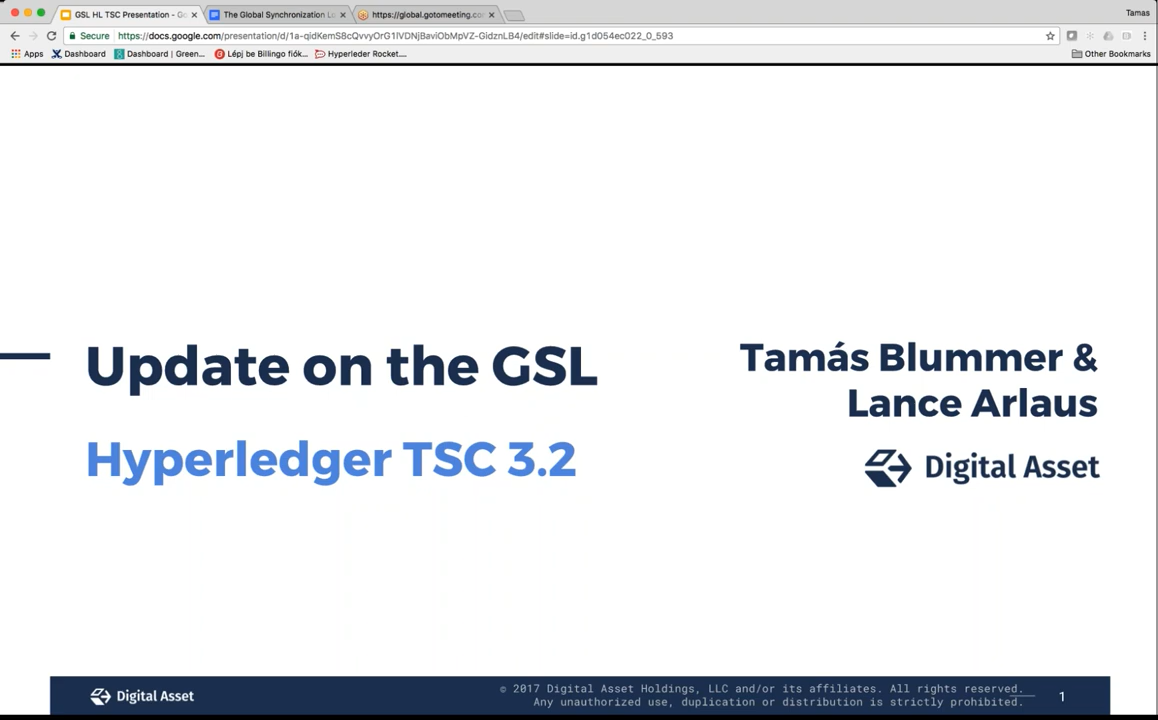 GSL HL TSC Presentation - Go
The Global Synchronization Lo
https://global.gotomeeting.co
Tamas
Secure
https://docs.google.com/presentation/d/1a-qidKemS8cQvvyOrG1lVDNjBaviObMpVZ-GidznLB4/edit#slide=id.g1d054ec022_0_593
Apps
Dashboard
Dashboard | Green...
Lépj be Billingo fiók...
Hyperleder Rocket....
Other Bookmarks
Update on the GSL
Hyperledger TSC 3.2
Tamás Blummer &
Lance Arlaus
Digital Asset
Digital Asset
© 2017 Digital Asset Holdings, LLC and/or its affiliates. All rights reserved.
Any unauthorized use, duplication or distribution is strictly prohibited.
1